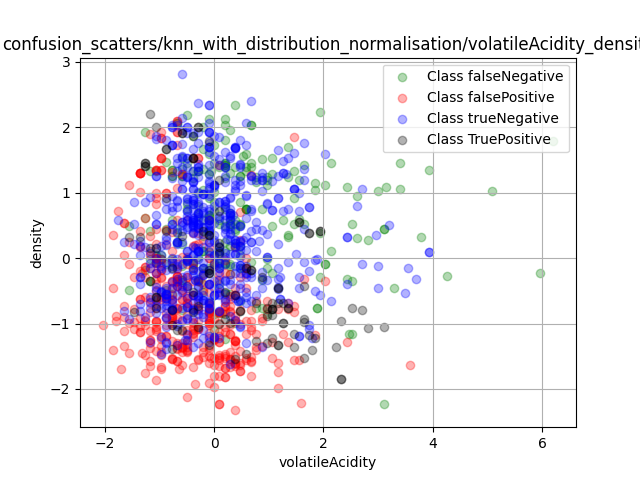 confusion_scatters/knn_with_distribution_normalisation/volatileAcidity_densit
Class falseNegative
Class falsePositive
Class trueNegative
Class TruePositive
3
2
1
0
−1
−2
density
−2 0 2 4 6
volatileAcidity